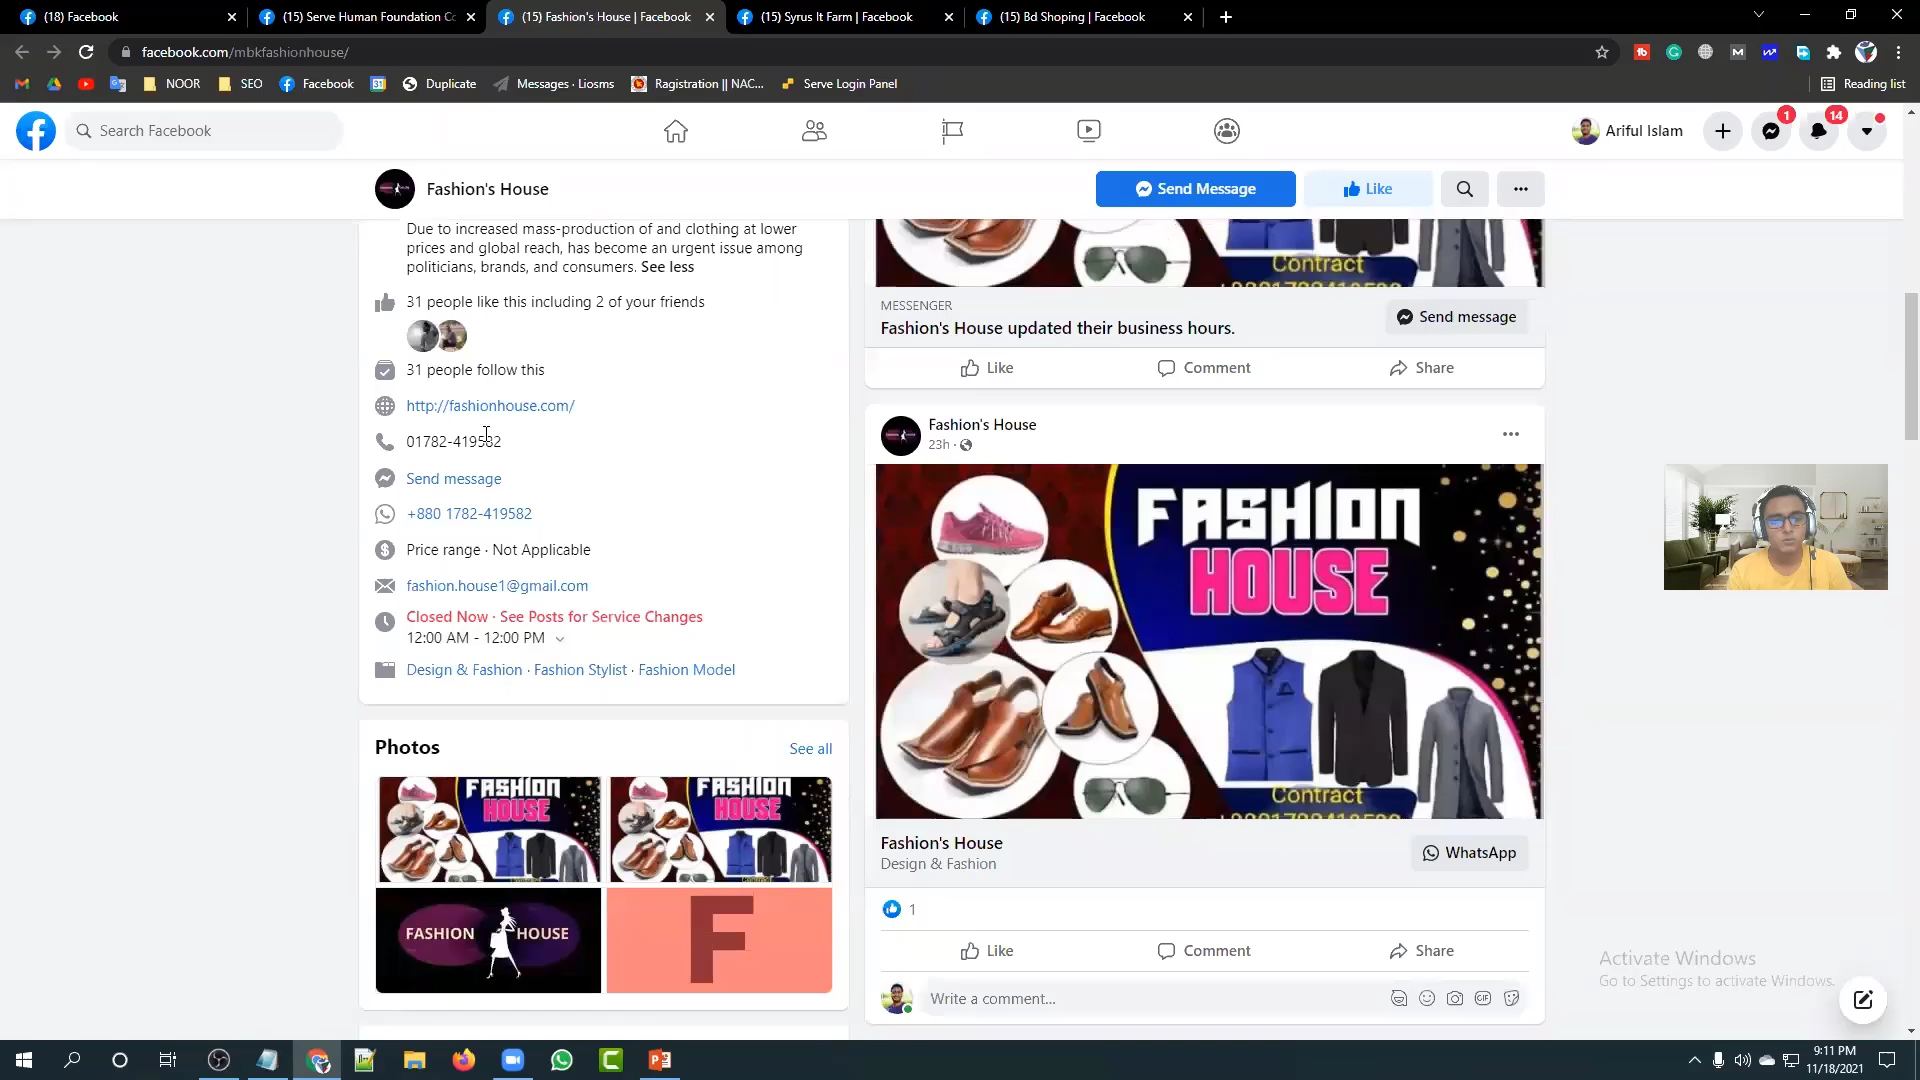 (18) Facebook
(15) Serve Human Foundation Co
(15) Fashion's House | Facebook
(15) Syrus It Farm | Facebook
(15) Bd Shoping | Facebook
facebook.com/mbkfashionhouse/
NOOR
SEO
Facebook
31
Duplicate
Messages · Liosms
Ragistration || NAC...
Serve Login Panel
Reading list
Search Facebook
Ariful Islam
1
14
Fashion's House
Send Message
Like
Due to increased mass-production of and clothing at lower
prices and global reach, has become an urgent issue among
politicians, brands, and consumers. See less
31 people like this including 2 of your friends
31 people follow this
http://fashionhouse.com/
01782-419582
Send message
+880 1782-419582
Price range · Not Applicable
fashion.house1@gmail.com
Closed Now · See Posts for Service Changes
12:00 AM - 12:00 PM
Design & Fashion · Fashion Stylist · Fashion Model
Photos
See all
FASHION
HOUSE
FASHION
HOUSE
FASHION HOUSE
F
Contract
MESSENGER
Fashion's House updated their business hours.
Send message
Like
Comment
Share
Fashion's House
23h ·
FASHION
HOUSE
Contract
Fashion's House
Design & Fashion
WhatsApp
1
Like
Comment
Share
Write a comment...
GIF
Activate Windows
Go to Settings to activate Windows.
9:11 PM
11/18/2021